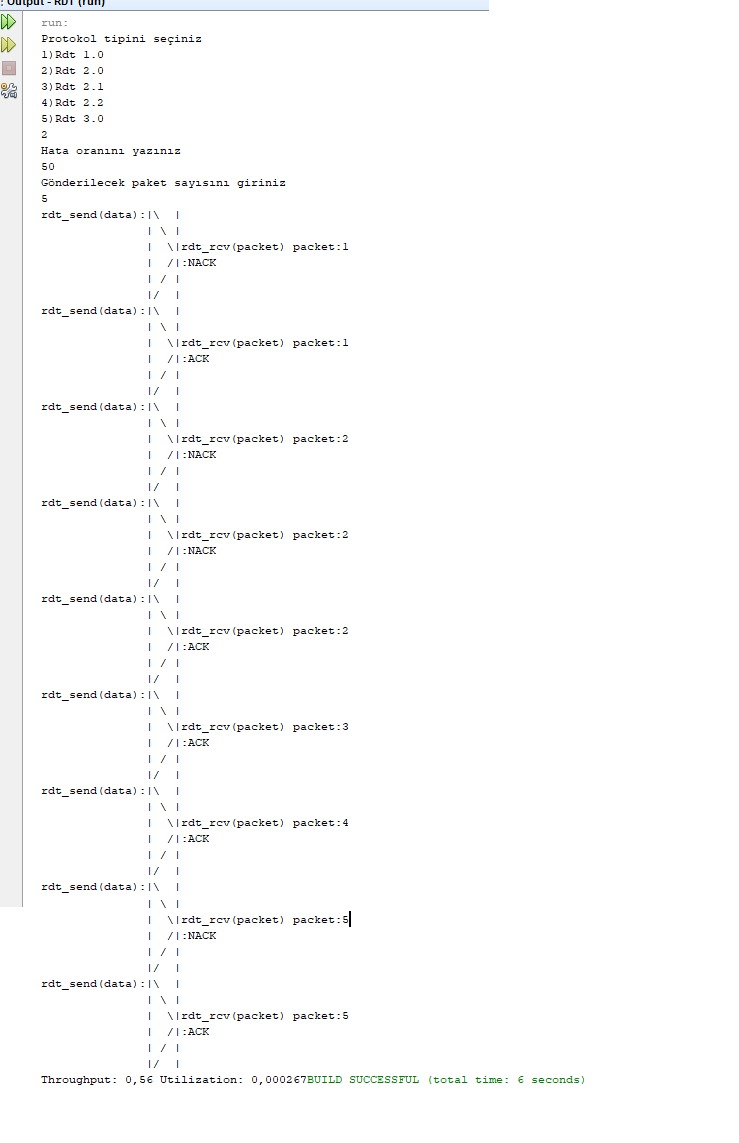 : Output - RDT (run)
run:
Protokol tipini seçiniz
1)Rdt 1.0
2)Rdt 2.0
3)Rdt 2.1
4)Rdt 2.2
5)Rdt 3.0
2
Hata oranını yazınız
50
Gönderilecek paket sayısını giriniz
5
rdt_send(data):|\  |
               | \ |
               |  \|rdt_rcv(packet) packet:1
               |  /|:NACK
               | / |
               |/  |
rdt_send(data):|\  |
               | \ |
               |  \|rdt_rcv(packet) packet:1
               |  /|:ACK
               | / |
               |/  |
rdt_send(data):|\  |
               | \ |
               |  \|rdt_rcv(packet) packet:2
               |  /|:NACK
               | / |
               |/  |
rdt_send(data):|\  |
               | \ |
               |  \|rdt_rcv(packet) packet:2
               |  /|:NACK
               | / |
               |/  |
rdt_send(data):|\  |
               | \ |
               |  \|rdt_rcv(packet) packet:2
               |  /|:ACK
               | / |
               |/  |
rdt_send(data):|\  |
               | \ |
               |  \|rdt_rcv(packet) packet:3
               |  /|:ACK
               | / |
               |/  |
rdt_send(data):|\  |
               | \ |
               |  \|rdt_rcv(packet) packet:4
               |  /|:ACK
               | / |
               |/  |
rdt_send(data):|\  |
               | \ |
               |  \|rdt_rcv(packet) packet:5
               |  /|:NACK
               | / |
               |/  |
rdt_send(data):|\  |
               | \ |
               |  \|rdt_rcv(packet) packet:5
               |  /|:ACK
               | / |
               |/  |
Throughput: 0,56 Utilization: 0,000267BUILD SUCCESSFUL (total time: 6 seconds)